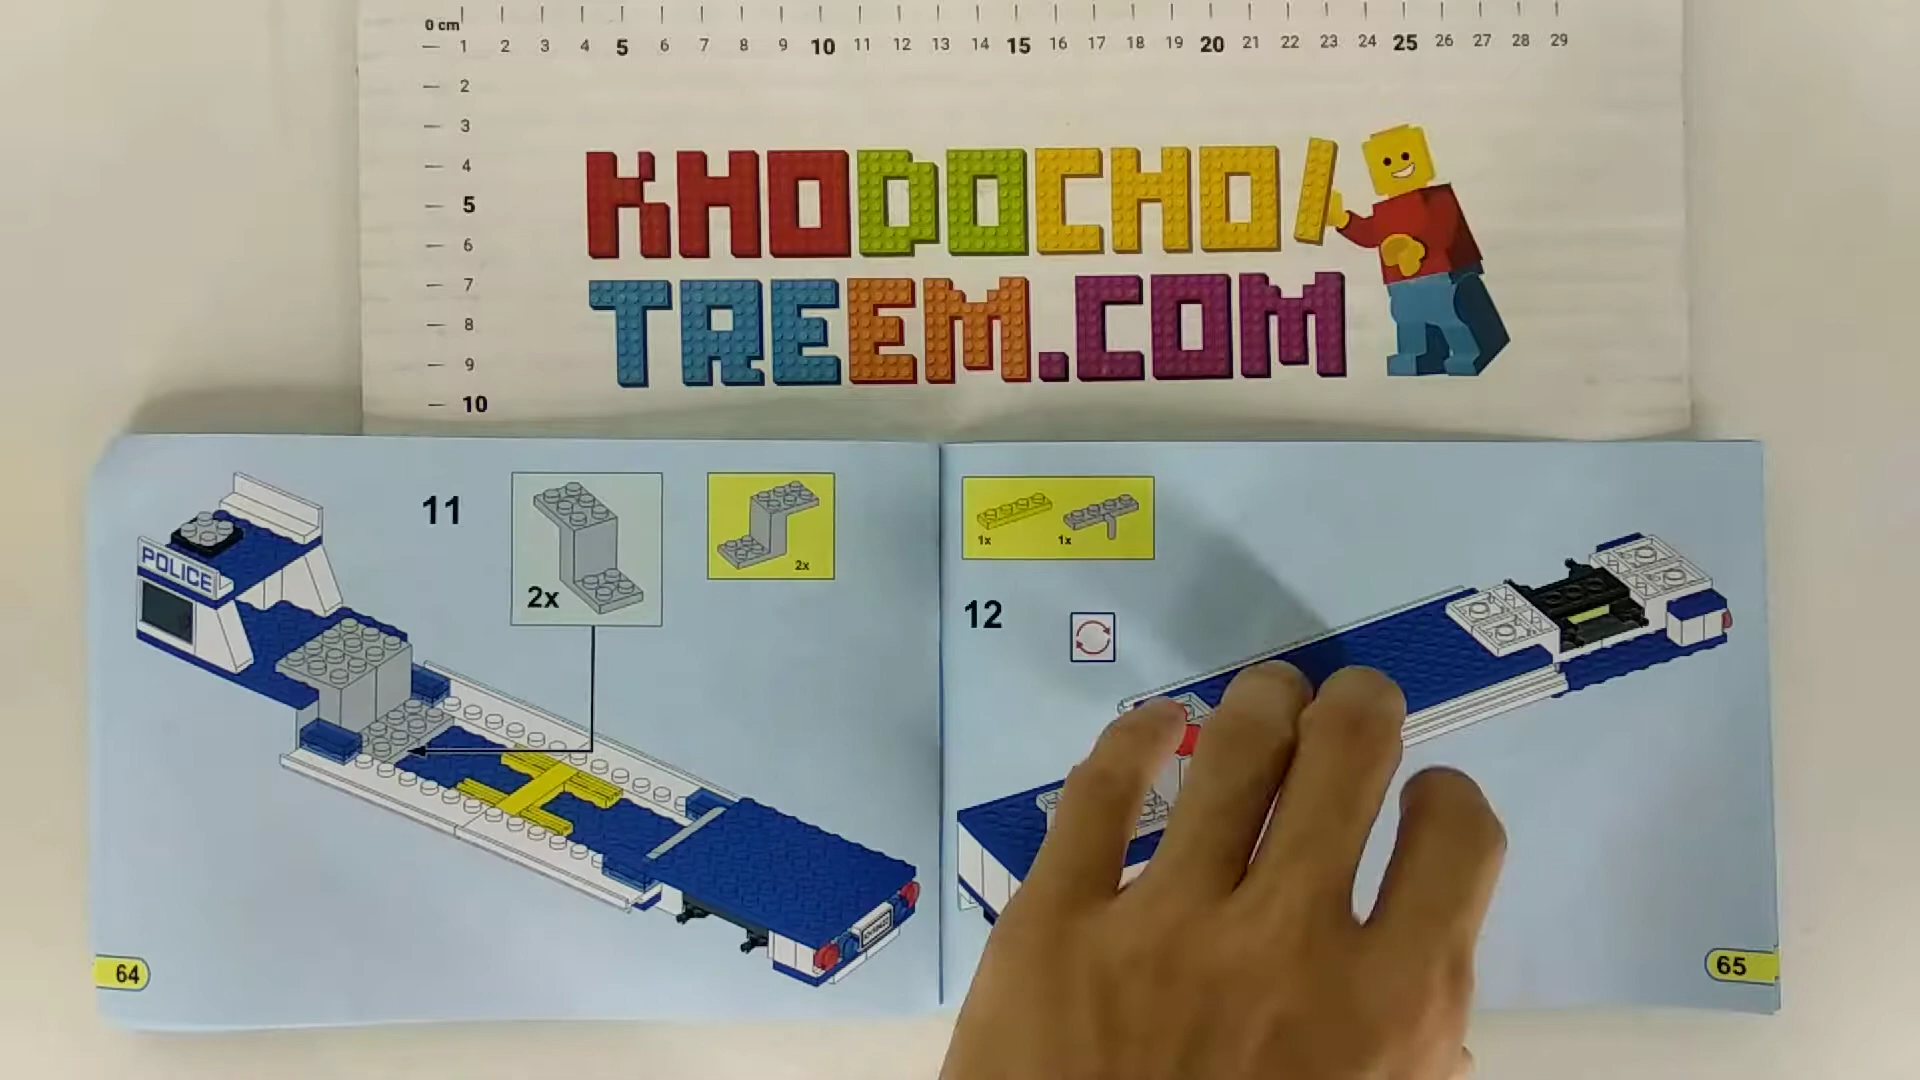 0 cm
1 2 3 4 5 6 7 8 9 10 11 12 13 14 15 16 17 18 19 20 21 22 23 24 25 26 27 28 29
2
3
4
5
6
7
8
9
10
KHODOCHO
TREEM.COM
11
2x
2x
POLICE
64
1x 1x
12
65